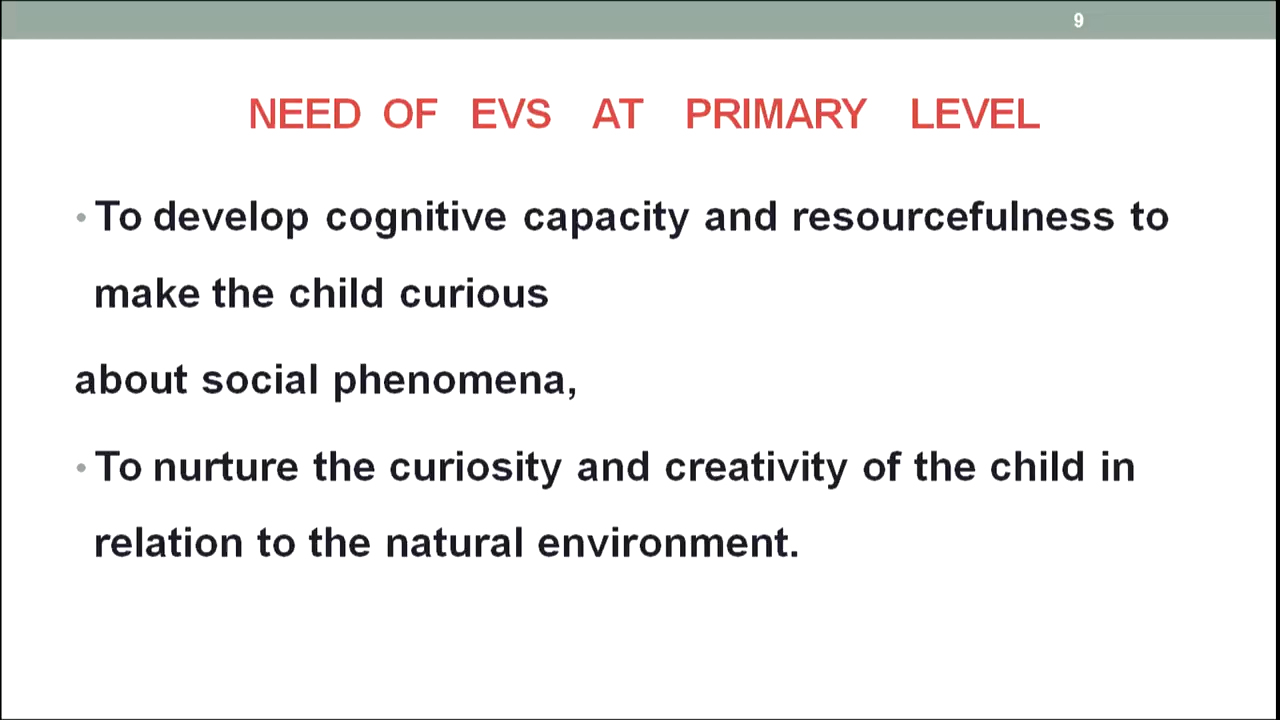 9
NEED OF EVS AT PRIMARY LEVEL
• To develop cognitive capacity and resourcefulness to
make the child curious
about social phenomena,
• To nurture the curiosity and creativity of the child in
relation to the natural environment.